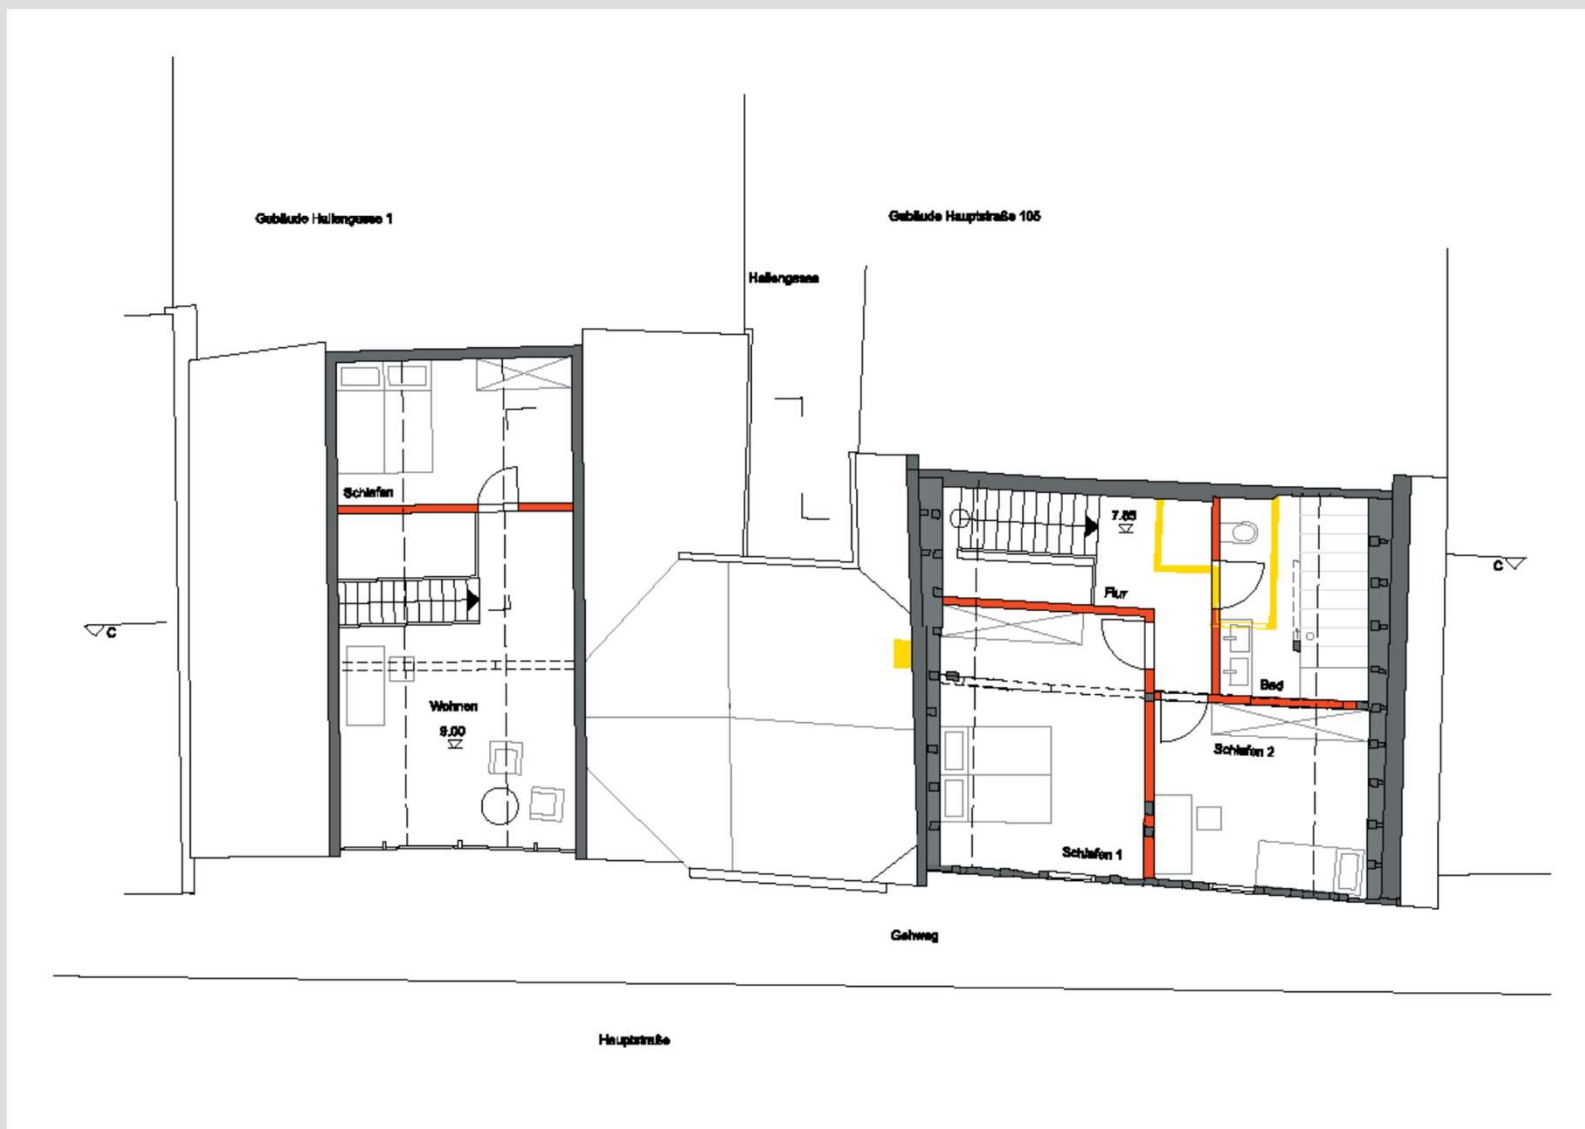 Gebäude Hallengasse 1
Gebäude Hauptstraße 105
Hallengasse
Schlafen
7.85
C
Flur
C
Bad
Wohnen
9.00
Schlafen 2
Schlafen 1
Gehweg
Hauptstraße